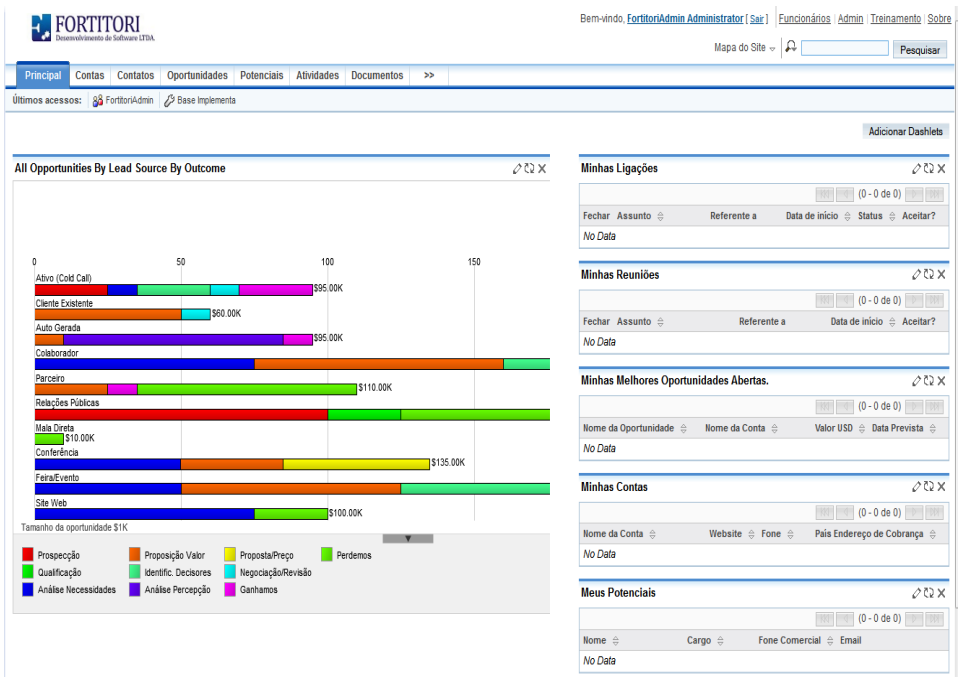 FORTITORI
Desenvolvimento de Software LTDA.
Bem-vindo, FortitoriAdmin Administrator [ Sair ] Funcionários | Admin | Treinamento | Sobre
Mapa do Site
Pesquisar
Principal Contas Contatos Oportunidades Potenciais Atividades Documentos >>
Últimos acessos: FortitoriAdmin Base Implementa
Adicionar Dashlets
All Opportunities By Lead Source By Outcome
0 50 100 150
Ativo (Cold Call)
$95.00K
Cliente Existente
$60.00K
Auto Gerada
$95.00K
Colaborador
Parceiro
$110.00K
Relações Públicas
Mala Direta
$10.00K
Conferência
$135.00K
Feira/Evento
Site Web
$100.00K
Tamanho da oportunidade $1K
Prospecção Proposição Valor Proposta/Preço Perdemos
Qualificação Identific. Decisores Negociação/Revisão
Análise Necessidades Análise Percepção Ganhamos
Minhas Ligações
(0 - 0 de 0)
Fechar Assunto Referente a Data de início Status Aceitar?
No Data
Minhas Reuniões
(0 - 0 de 0)
Fechar Assunto Referente a Data de início Aceitar?
No Data
Minhas Melhores Oportunidades Abertas.
(0 - 0 de 0)
Nome da Oportunidade Nome da Conta Valor USD Data Prevista
No Data
Minhas Contas
(0 - 0 de 0)
Nome da Conta Website Fone País Endereço de Cobrança
No Data
Meus Potenciais
(0 - 0 de 0)
Nome Cargo Fone Comercial Email
No Data